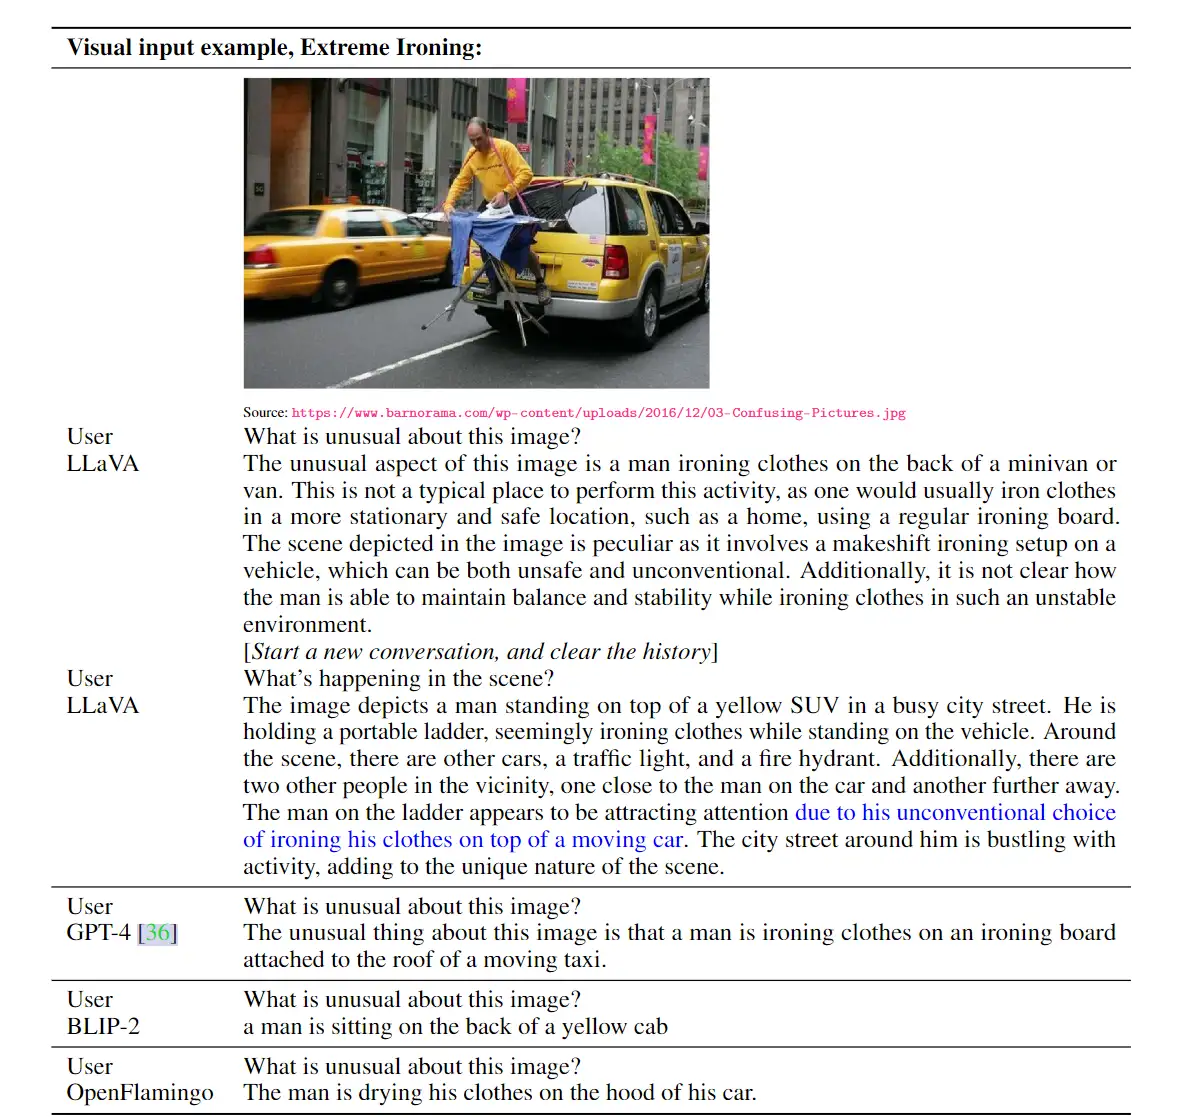 Visual input example, Extreme Ironing:
Source: https://www.barnorama.com/wp-content/uploads/2016/12/03-Confusing-Pictures.jpg
User What is unusual about this image?
LLaVA The unusual aspect of this image is a man ironing clothes on the back of a minivan or
van. This is not a typical place to perform this activity, as one would usually iron clothes
in a more stationary and safe location, such as a home, using a regular ironing board.
The scene depicted in the image is peculiar as it involves a makeshift ironing setup on a
vehicle, which can be both unsafe and unconventional. Additionally, it is not clear how
the man is able to maintain balance and stability while ironing clothes in such an unstable
environment.
[Start a new conversation, and clear the history]
User What's happening in the scene?
LLaVA The image depicts a man standing on top of a yellow SUV in a busy city street. He is
holding a portable ladder, seemingly ironing clothes while standing on the vehicle. Around
the scene, there are other cars, a traffic light, and a fire hydrant. Additionally, there are
two other people in the vicinity, one close to the man on the car and another further away.
The man on the ladder appears to be attracting attention due to his unconventional choice
of ironing his clothes on top of a moving car. The city street around him is bustling with
activity, adding to the unique nature of the scene.
User What is unusual about this image?
GPT-4 [36] The unusual thing about this image is that a man is ironing clothes on an ironing board
attached to the roof of a moving taxi.
User What is unusual about this image?
BLIP-2 a man is sitting on the back of a yellow cab
User What is unusual about this image?
OpenFlamingo The man is drying his clothes on the hood of his car.